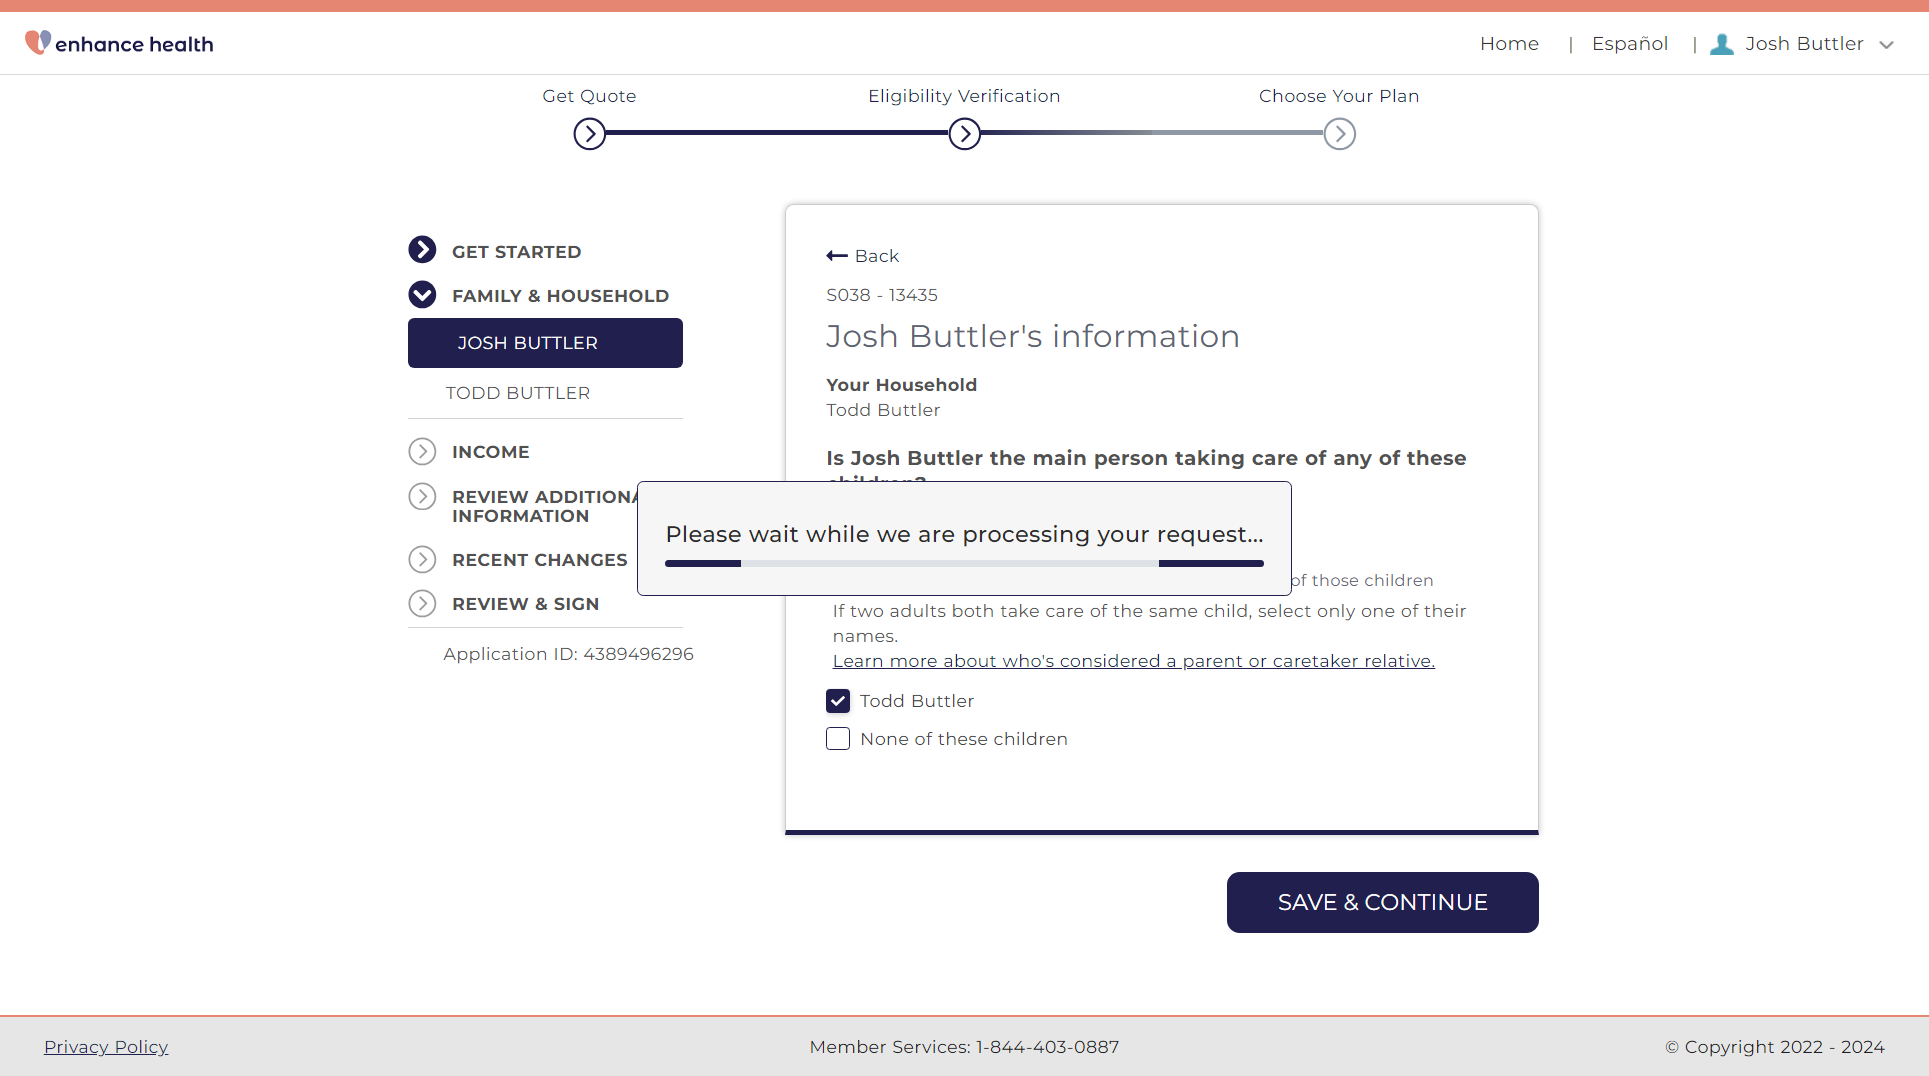 enhance health
Home | Español | Josh Buttler
Get Quote
Eligibility Verification
Choose Your Plan
GET STARTED
FAMILY & HOUSEHOLD
JOSH BUTTLER
TODD BUTTLER
INCOME
REVIEW ADDITIONA
INFORMATION
RECENT CHANGES
REVIEW & SIGN
Application ID: 4389496296
Back
S038 - 13435
Josh Buttler's information
Your Household
Todd Buttler
Is Josh Buttler the main person taking care of any of these
children?
Please wait while we are processing your request...
of those children
If two adults both take care of the same child, select only one of their
names.
Learn more about who's considered a parent or caretaker relative.
Todd Buttler
None of these children
SAVE & CONTINUE
Privacy Policy
Member Services: 1-844-403-0887
© Copyright 2022 - 2024